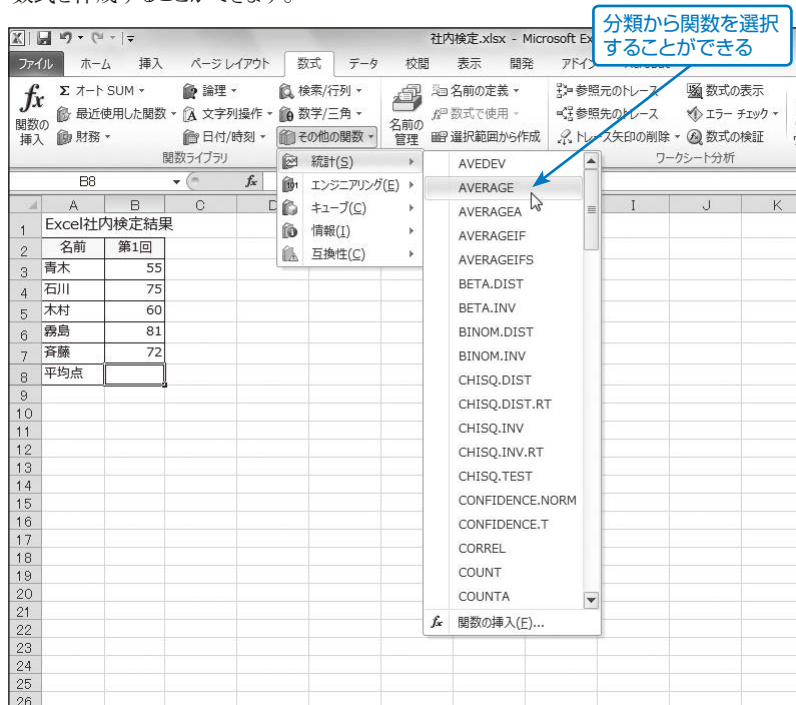 数式を作成することができます。
分類から関数を選択
することができる
社内検定.xlsx - Microsoft Ex
ファイル ホーム 挿入 ページ レイアウト 数式 データ 校閲 表示 開発 アドイン Acrobat
fx 関数の挿入
Σ オート SUM
最近使用した関数
財務
論理
文字列操作
日付/時刻
検索/行列
数学/三角
その他の関数
関数ライブラリ
名前の管理
名前の定義
数式で使用
選択範囲から作成
参照元のトレース
参照先のトレース
トレース矢印の削除
数式の表示
エラー チェック
数式の検証
ワークシート分析
B8 fx
統計(S)
エンジニアリング(E)
キューブ(C)
情報(I)
互換性(C)
AVEDEV
AVERAGE
AVERAGEA
AVERAGEIF
AVERAGEIFS
BETA.DIST
BETA.INV
BINOM.DIST
BINOM.INV
CHISQ.DIST
CHISQ.DIST.RT
CHISQ.INV
CHISQ.INV.RT
CHISQ.TEST
CONFIDENCE.NORM
CONFIDENCE.T
CORREL
COUNT
COUNTA
fx 関数の挿入(F)...
A B C D I J K
1 Excel社内検定結果
2 名前 第1回
3 青木 55
4 石川 75
5 木村 60
6 霧島 81
7 斉藤 72
8 平均点
9
10
11
12
13
14
15
16
17
18
19
20
21
22
23
24
25
26